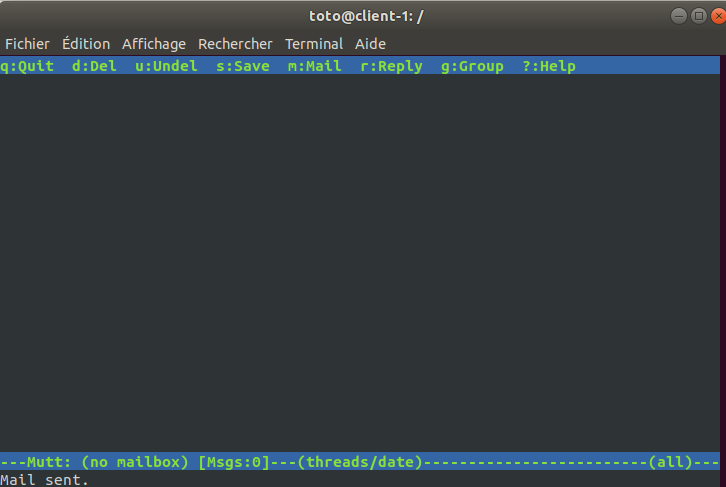 toto@client-1: /
Fichier Édition Affichage Rechercher Terminal Aide
q:Quit  d:Del  u:Undel  s:Save  m:Mail  r:Reply  g:Group  ?:Help
---Mutt: (no mailbox) [Msgs:0]---(threads/date)-------------------------(all)---
Mail sent.